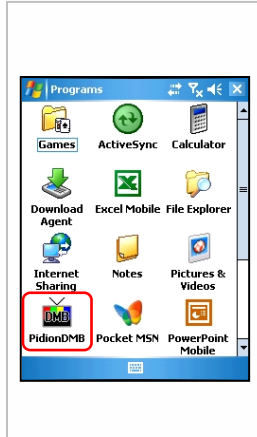 Programs
Games ActiveSync Calculator
Download Excel Mobile File Explorer
Agent
Internet Notes Pictures &
Sharing Videos
DMB
PidionDMB Pocket MSN PowerPoint
Mobile